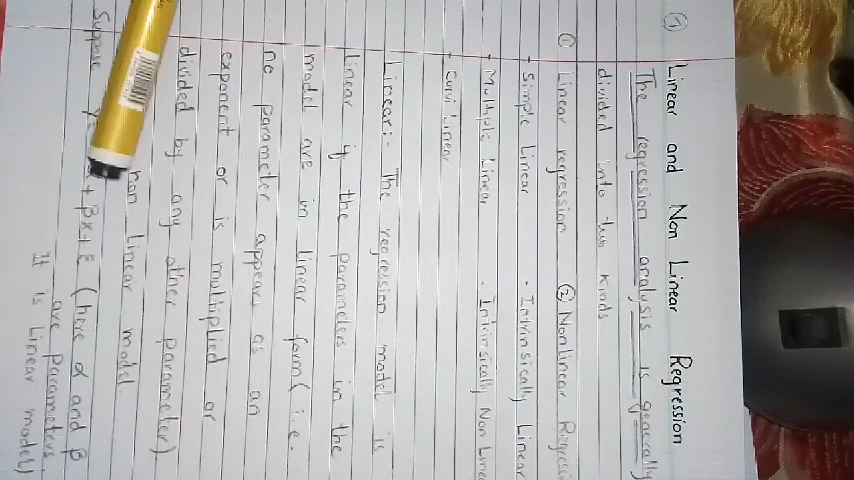 ① Linear and Non Linear Regression
The regression analysis is generally
divided into two kinds
① Linear regression ② Nonlinear Regressi
- Simple Linear - Intrinsically Linear
- Multiple Linear - Intrinsically Non Linea
- Curvi Linear
Linear:- The regression model is
linear if the parameters in the
model are in linear form (i.e.
no parameter appears as an
exponent or is multiplied or
divided by any other parameter)
non Linear model.
Suppose Y = α + βx + ε (here α and β
are parameters.
It is Linear model)